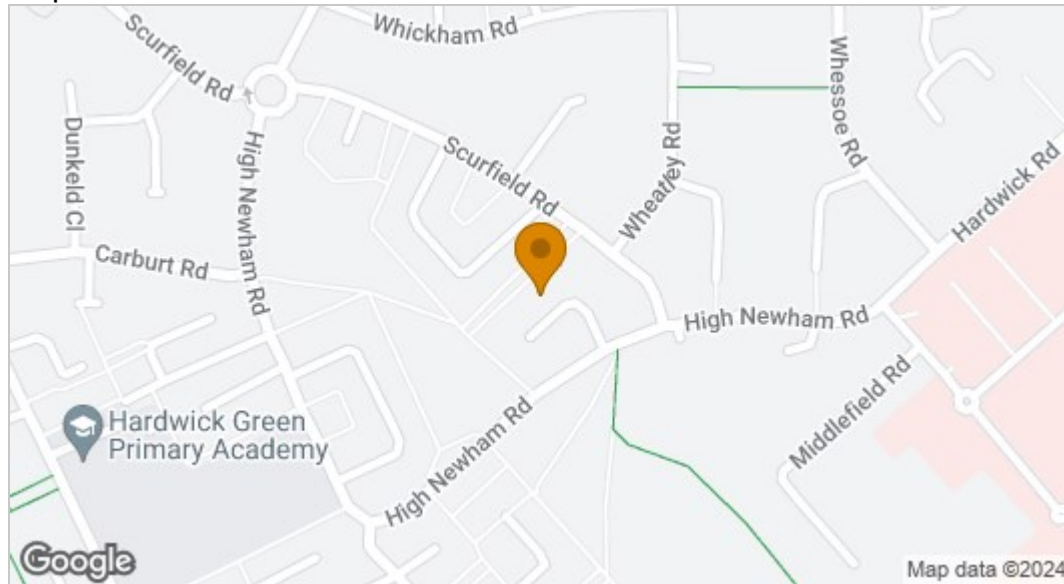 Whickham Rd
Scurfield Rd
Dunkeld Cl
High Newham Rd
Scurfield Rd
Wheatley Rd
Whessoe Rd
Hardwick Rd
Carburt Rd
High Newham Rd
Middlefield Rd
Hardwick Green
Primary Academy
High Newham Rd
Google
Map data ©2024